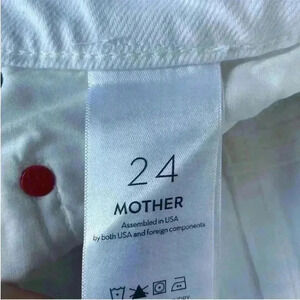 24
MOTHER
Assembled in USA
by both USA and foreign components